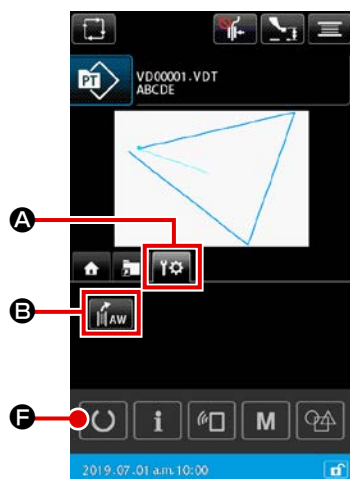 PT
VD00001.VDT
ABCDE
A
B
AW
F
i
M
2019.07.01 a.m.10:00